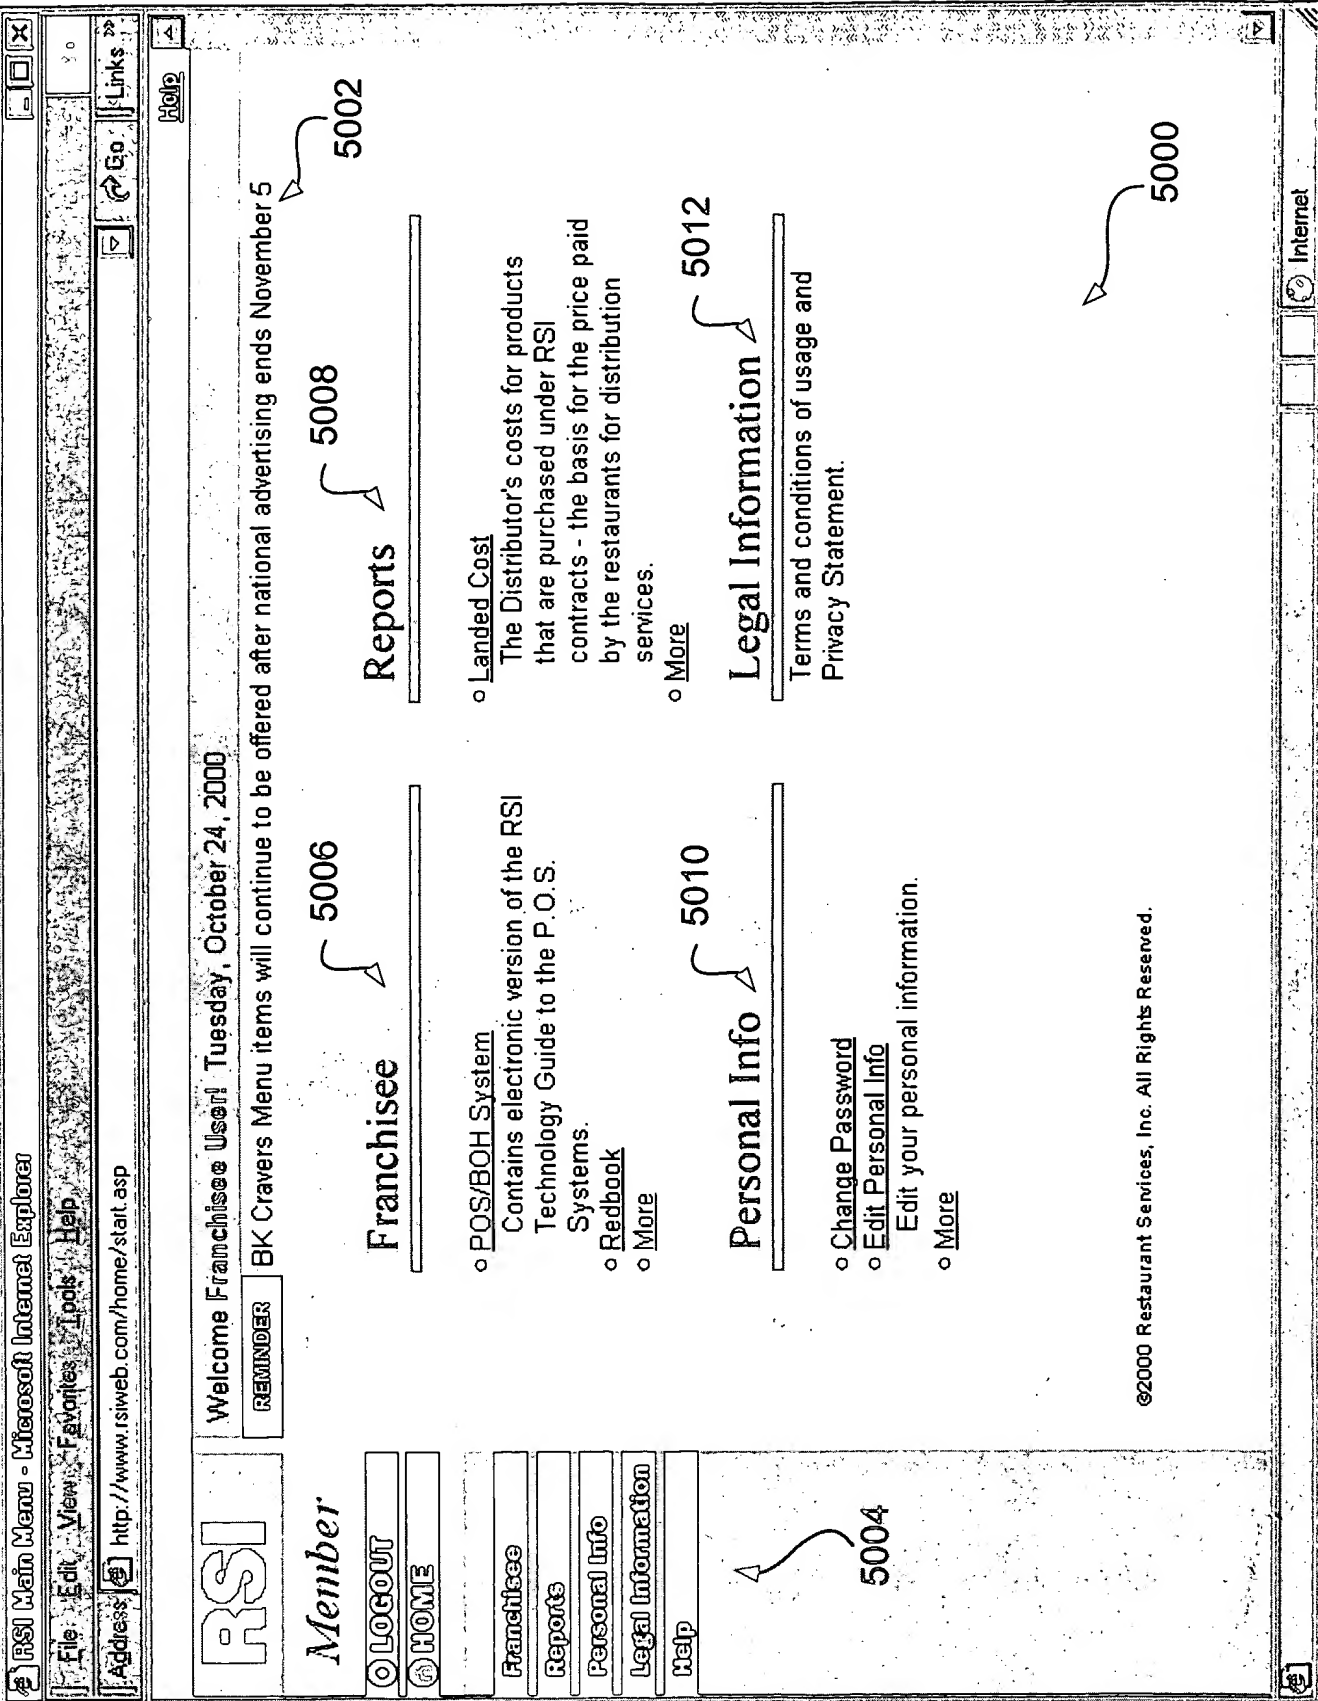 RSI Main Menu - Microsoft Internet Explorer
File Edit View Favorites Tools Help
Address http://www.rsiweb.com/home/start.asp Go Links »
Help
RSI
Welcome Franchisee User! Tuesday, October 24, 2000
REMINDER BK Cravers Menu items will continue to be offered after national advertising ends November 5
5002
Member
LOGOUT
HOME
Franchisee
Reports
Personal Info
Legal Information
Help
5004
5006
Franchisee
POS/BOH System
Contains electronic version of the RSI
Technology Guide to the P.O.S.
Systems.
Redbook
More
5008
Reports
Landed Cost
The Distributor's costs for products
that are purchased under RSI
contracts - the basis for the price paid
by the restaurants for distribution
services.
More
5010
Personal Info
Change Password
Edit Personal Info
Edit your personal information.
More
5012
Legal Information
Terms and conditions of usage and
Privacy Statement.
5000
©2000 Restaurant Services, Inc. All Rights Reserved.
Internet